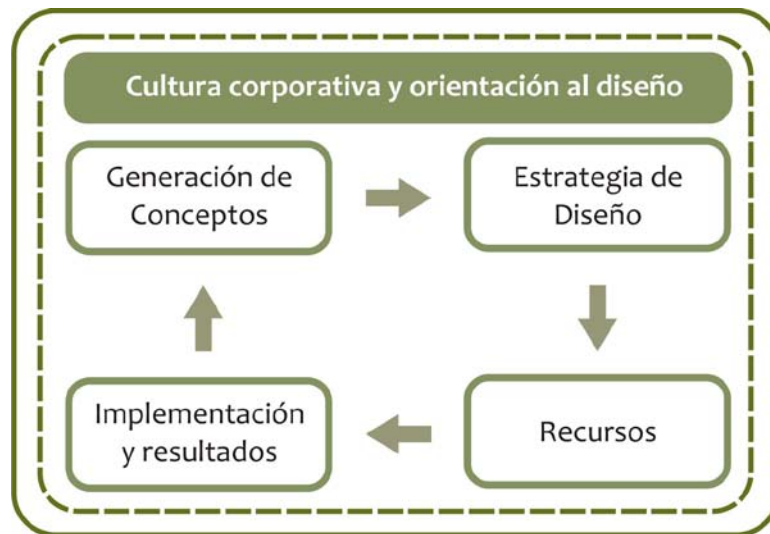 Cultura corporativa y orientación al diseño
Generación de
Conceptos
Estrategia de
Diseño
Implementación
y resultados
Recursos